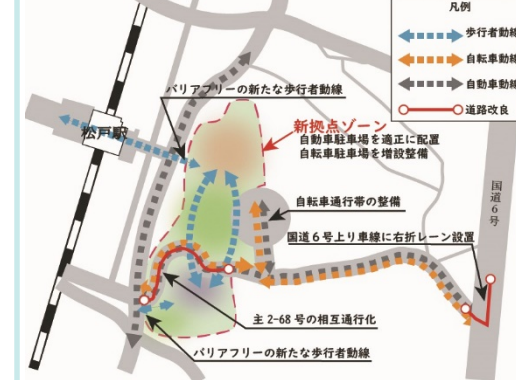 凡例
歩行者動線
自転車動線
自動車動線
道路改良
バリアフリーの新たな歩行者動線
松戸駅
新拠点ゾーン
自動車駐車場を適正に配置
自転車駐車場を増設整備
自転車通行帯の整備
国道6号
国道6号上り車線に右折レーン設置
主2-68号の相互通行化
バリアフリーの新たな歩行者動線